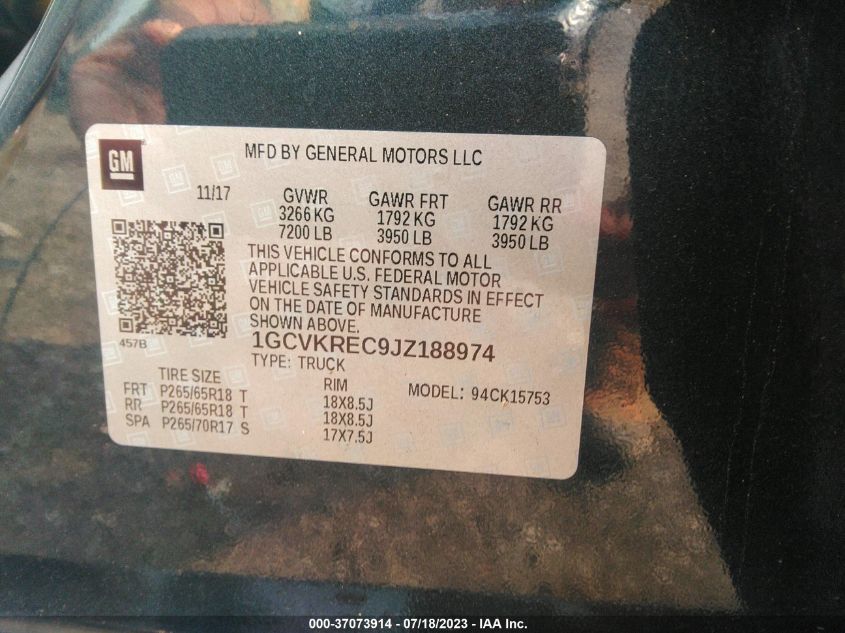 GM
MFD BY GENERAL MOTORS LLC
11/17 GVWR GAWR FRT GAWR RR
3266 KG 1792 KG 1792 KG
7200 LB 3950 LB 3950 LB
THIS VEHICLE CONFORMS TO ALL
APPLICABLE U.S. FEDERAL MOTOR
VEHICLE SAFETY STANDARDS IN EFFECT
ON THE DATE OF MANUFACTURE
SHOWN ABOVE.
457B
1GCVKREC9JZ188974
TYPE: TRUCK
TIRE SIZE RIM MODEL: 94CK15753
FRT P265/65R18 T 18X8.5J
RR P265/65R18 T 18X8.5J
SPA P265/70R17 S 17X7.5J
000-37073914 / 07/18/2023 - IAA Inc.